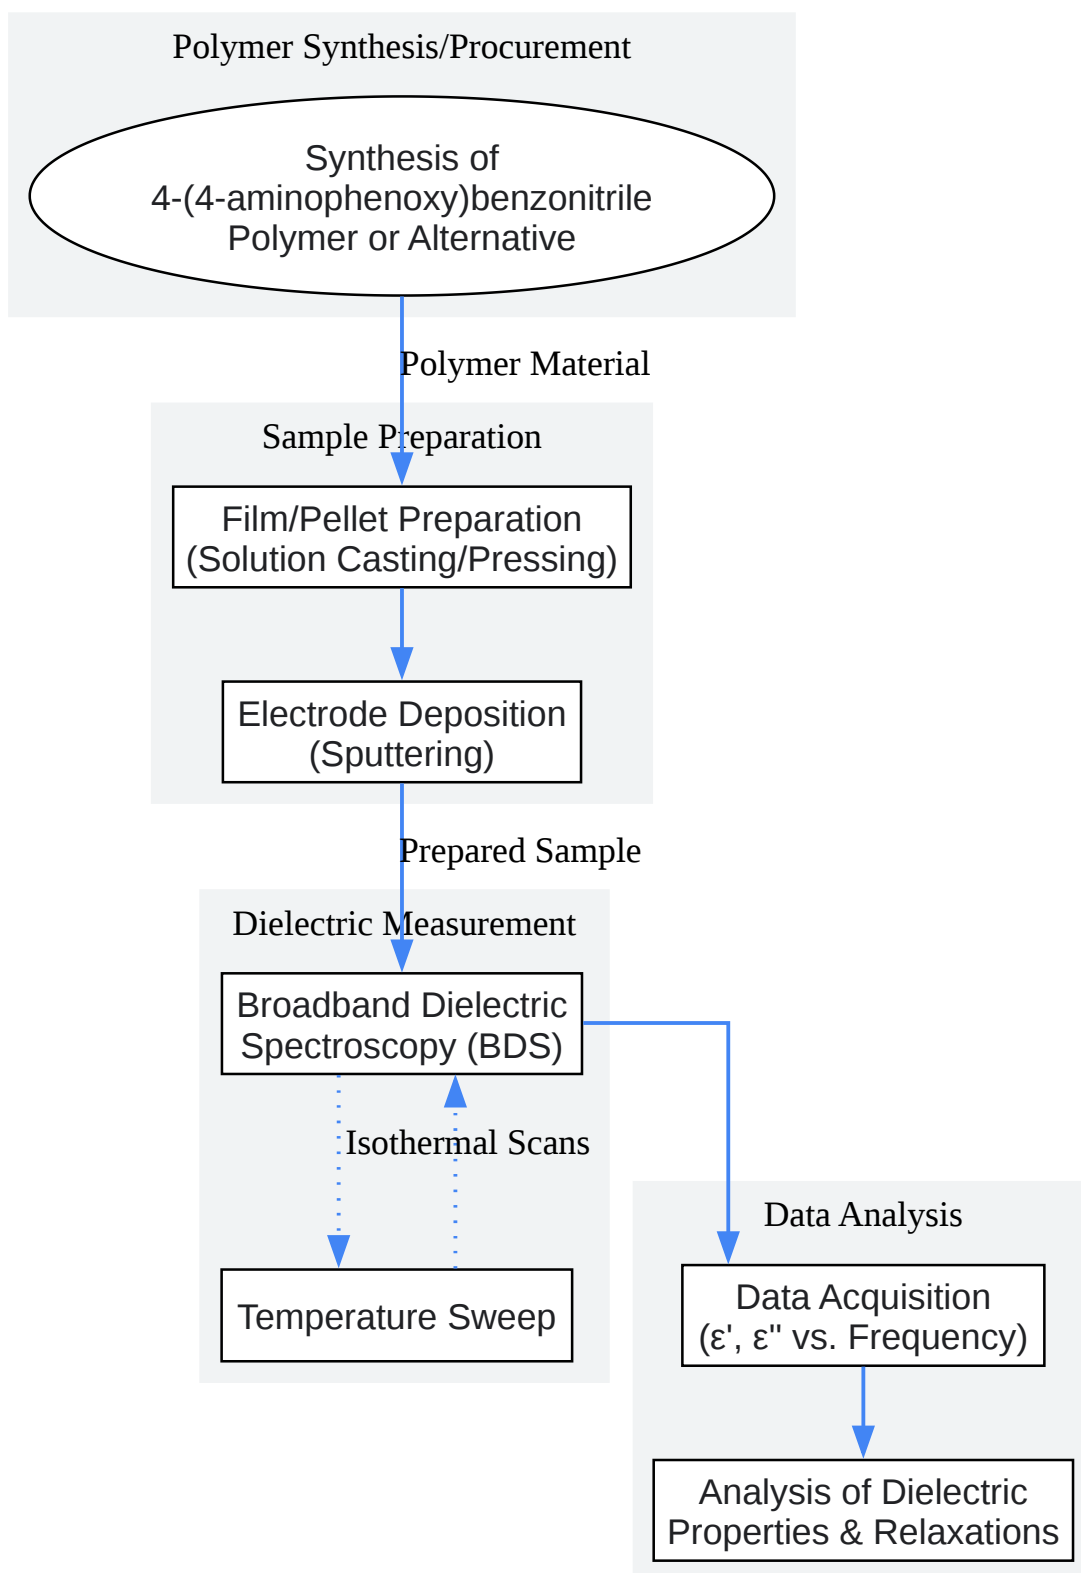 Polymer Synthesis/Procurement
Synthesis of
4-(4-aminophenoxy)benzonitrile
Polymer or Alternative
Polymer Material
Sample Preparation
Film/Pellet Preparation
(Solution Casting/Pressing)
Electrode Deposition
(Sputtering)
Prepared Sample
Dielectric Measurement
Broadband Dielectric
Spectroscopy (BDS)
Isothermal Scans
Temperature Sweep
Data Analysis
Data Acquisition
(ε', ε'' vs. Frequency)
Analysis of Dielectric
Properties & Relaxations